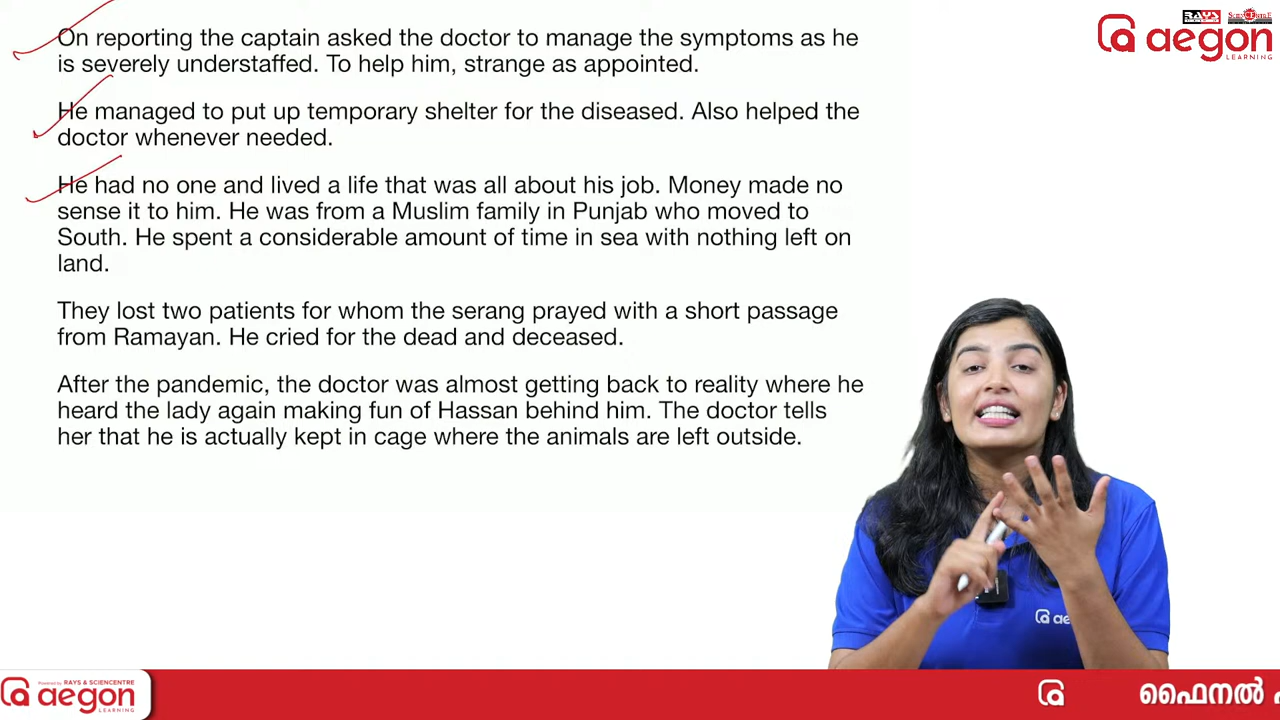 On reporting the captain asked the doctor to manage the symptoms as he
is severely understaffed. To help him, strange as appointed.
He managed to put up temporary shelter for the diseased. Also helped the
doctor whenever needed.
He had no one and lived a life that was all about his job. Money made no
sense it to him. He was from a Muslim family in Punjab who moved to
South. He spent a considerable amount of time in sea with nothing left on
land.
They lost two patients for whom the serang prayed with a short passage
from Ramayan. He cried for the dead and deceased.
After the pandemic, the doctor was almost getting back to reality where he
heard the lady again making fun of Hassan behind him. The doctor tells
her that he is actually kept in cage where the animals are left outside.
aegon
LEARNING
ae
Powered by RAYS & SCIENCENTRE
aegon
LEARNING
ഫൈനൽ